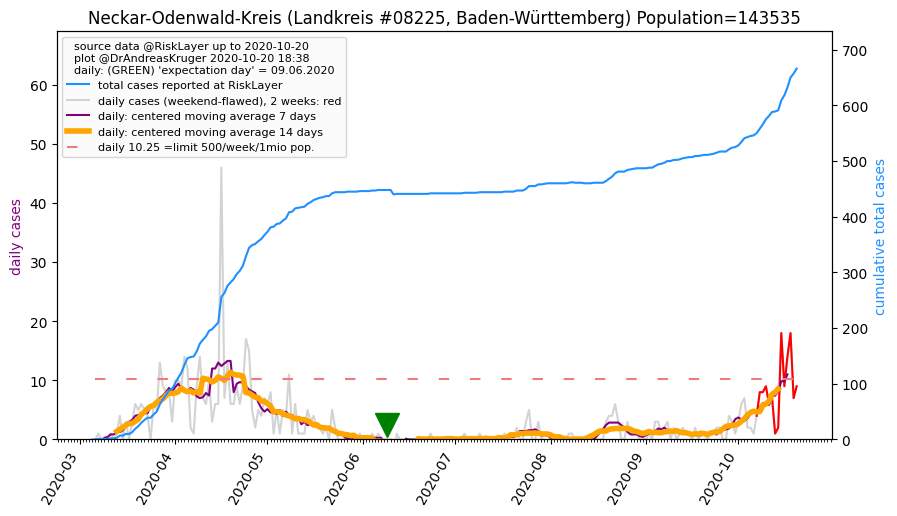 Neckar-Odenwald-Kreis (Landkreis #08225, Baden-Württemberg) Population=143535
source data @RiskLayer up to 2020-10-20
plot @DrAndreasKruger 2020-10-20 18:38
daily: (GREEN) 'expectation day' = 09.06.2020
total cases reported at RiskLayer
daily cases (weekend-flawed), 2 weeks: red
daily: centered moving average 7 days
daily: centered moving average 14 days
daily 10.25 =limit 500/week/1mio pop.
daily cases
60
50
40
30
20
10
0
700
600
500
400
300
200
100
0
cumulative total cases
2020-03
2020-04
2020-05
2020-06
2020-07
2020-08
2020-09
2020-10